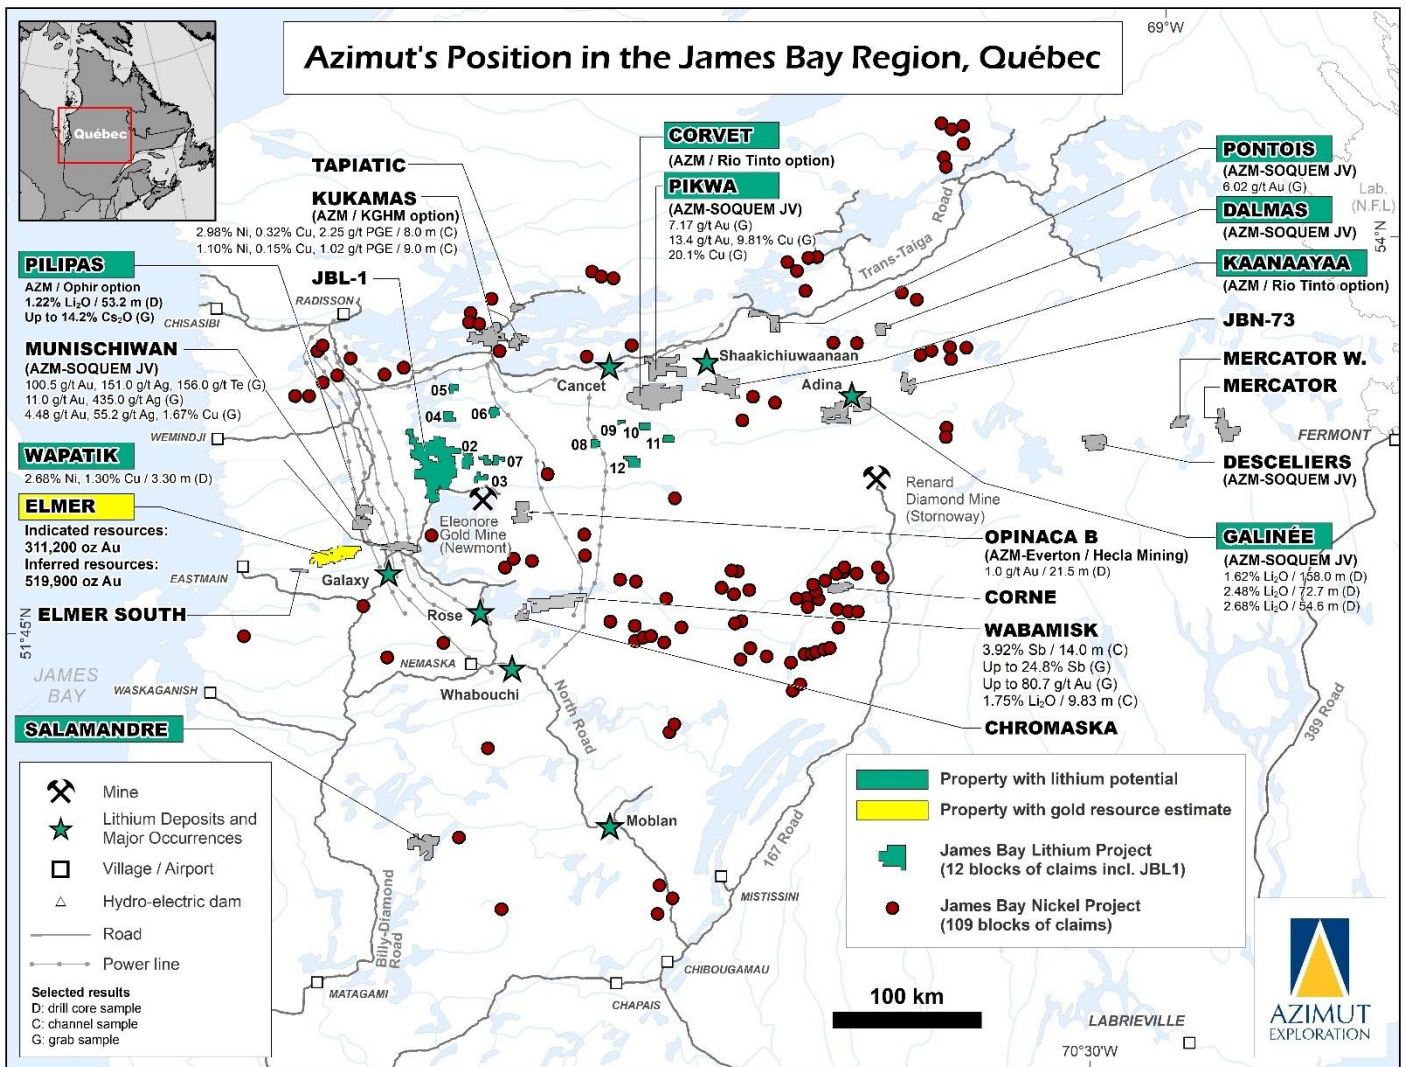 Azimut's Position in the James Bay Region, Québec
69°W
Québec
TAPIATIC
KUKAMAS
(AZM / KGHM option)
2.98% Ni, 0.32% Cu, 2.25 g/t PGE / 8.0 m (C)
1.10% Ni, 0.15% Cu, 1.02 g/t PGE / 9.0 m (C)
JBL-1
CORVET
(AZM / Rio Tinto option)
PIKWA
(AZM-SOQUEM JV)
7.17 g/t Au (G)
13.4 g/t Au, 9.81% Cu (G)
20.1% Cu (G)
PONTOIS
(AZM-SOQUEM JV)
6.02 g/t Au (G)
Lab.
(N.F.L)
DALMAS
(AZM-SOQUEM JV)
54°N
KAANAAYAA
(AZM / Rio Tinto option)
JBN-73
MERCATOR W.
MERCATOR
FERMONT
DESCELIERS
(AZM-SOQUEM JV)
PILIPAS
AZM / Ophir option
1.22% Li₂O / 53.2 m (D)
Up to 14.2% Cs₂O (G)
CHISASIBI
RADISSON
MUNISCHIWAN
(AZM-SOQUEM JV)
100.5 g/t Au, 151.0 g/t Ag, 156.0 g/t Te (G)
11.0 g/t Au, 435.0 g/t Ag (G)
4.48 g/t Au, 55.2 g/t Ag, 1.67% Cu (G)
WEMINDJI
WAPATIK
2.68% Ni, 1.30% Cu / 3.30 m (D)
ELMER
Indicated resources:
311,200 oz Au
Inferred resources:
519,900 oz Au
EASTMAIN
ELMER SOUTH
51°45'N
JAMES
BAY
WASKAGANISH
SALAMANDRE
Trans-Taiga Road
Shaakichiuwaanaan
Cancet
Adina
05
04
06
02
07
03
08
09
10
11
12
Eleonore
Gold Mine
(Newmont)
Renard
Diamond Mine
(Stornoway)
Galaxy
Rose
NEMASKA
Whabouchi
North Road
Moblan
167 Road
389 Road
Billy-Diamond
Road
MISTISSINI
CHIBOUGAMAU
CHAPAIS
MATAGAMI
LABRIEVILLE
70°30'W
OPINACA B
(AZM-Everton / Hecla Mining)
1.0 g/t Au / 21.5 m (D)
CORNE
WABAMISK
3.92% Sb / 14.0 m (C)
Up to 24.8% Sb (G)
Up to 80.7 g/t Au (G)
1.75% Li₂O / 9.83 m (C)
CHROMASKA
GALINÉE
(AZM-SOQUEM JV)
1.62% Li₂O / 158.0 m (D)
2.48% Li₂O / 72.7 m (D)
2.68% Li₂O / 54.6 m (D)
Mine
Lithium Deposits and
Major Occurrences
Village / Airport
Hydro-electric dam
Road
Power line
Selected results
D: drill core sample
C: channel sample
G: grab sample
Property with lithium potential
Property with gold resource estimate
James Bay Lithium Project
(12 blocks of claims incl. JBL1)
James Bay Nickel Project
(109 blocks of claims)
100 km
AZIMUT
EXPLORATION